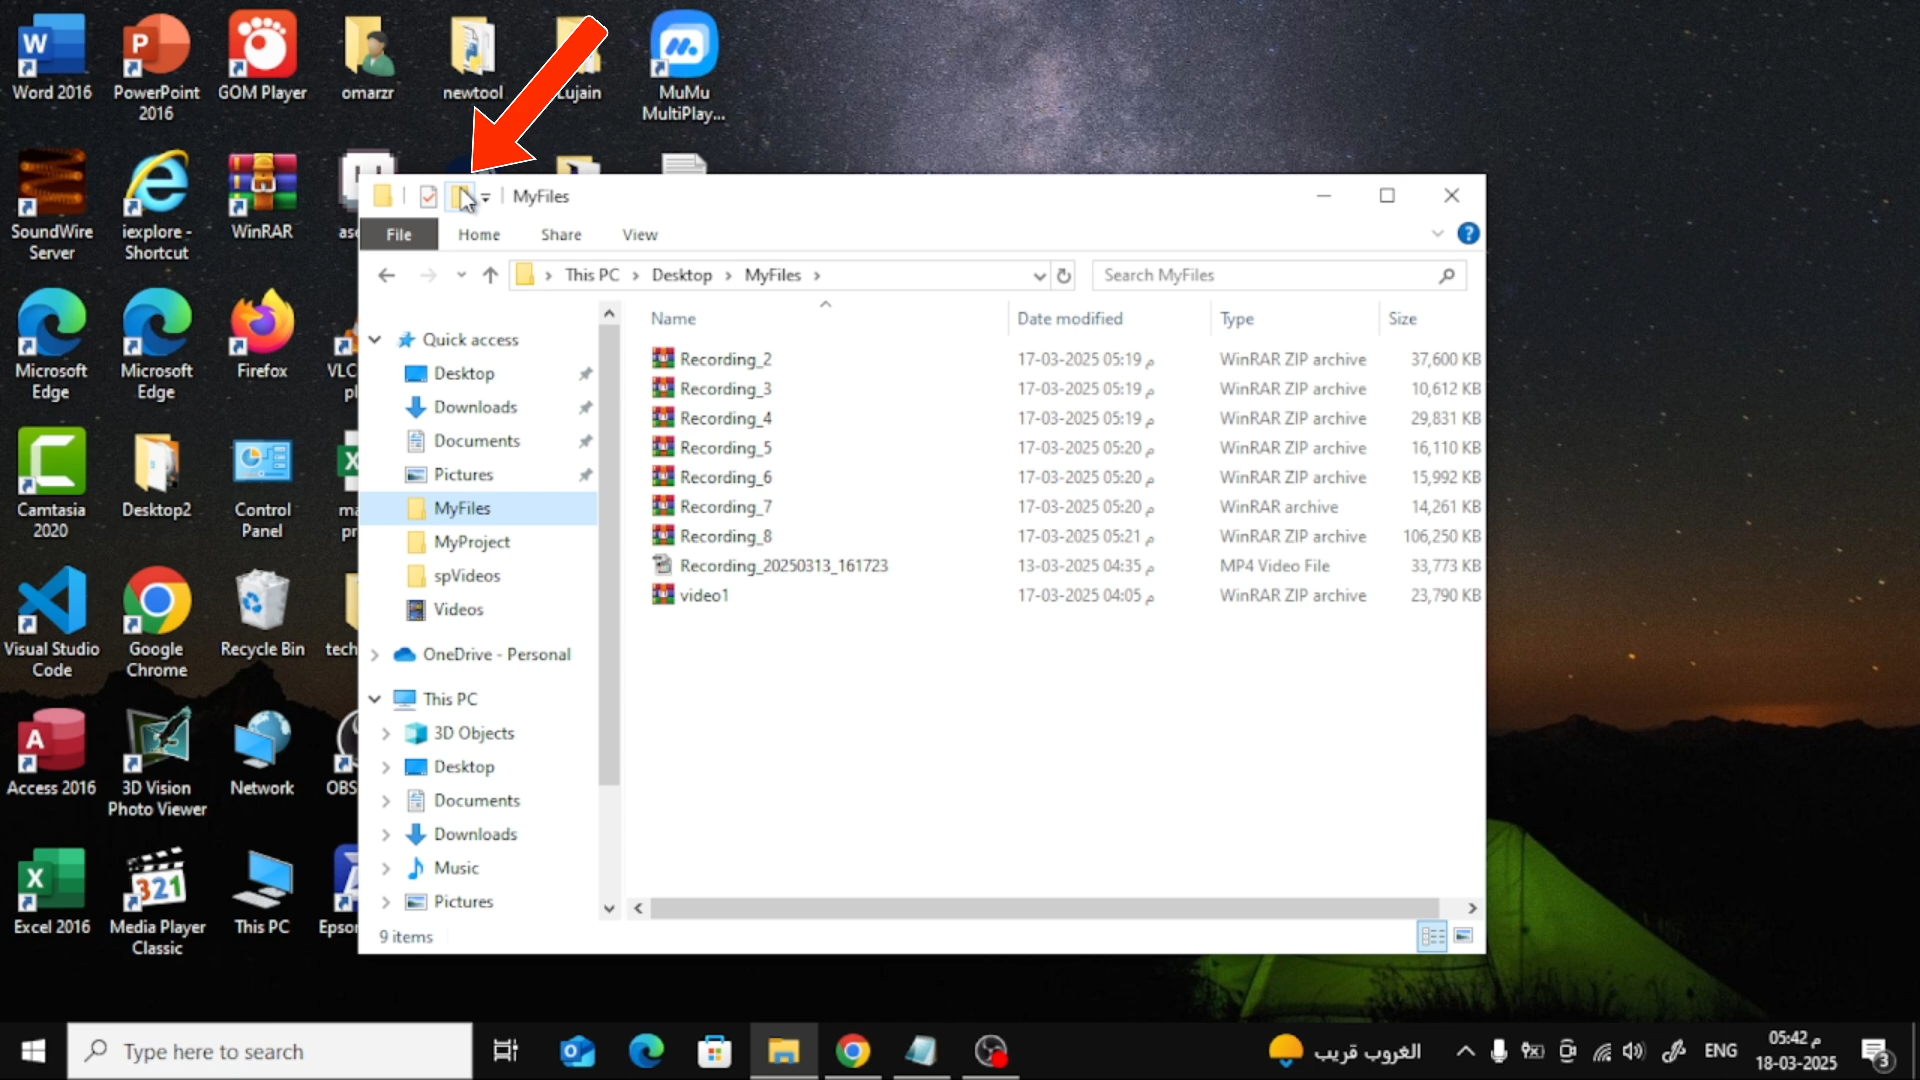 Word 2016
PowerPoint 2016
GOM Player
omarzr
newtool
Lujain
MuMu MultiPlay...
SoundWire Server
iexplore - Shortcut
WinRAR
MyFiles
File
Home
Share
View
This PC
Desktop
MyFiles
Search MyFiles
Microsoft Edge
Microsoft Edge
Firefox
VLC
Camtasia 2020
Desktop2
Control Panel
Visual Studio Code
Google Chrome
Recycle Bin
tech
Access 2016
3D Vision Photo Viewer
Network
OBS
Excel 2016
Media Player Classic
This PC
Epson
Quick access
Desktop
Downloads
Documents
Pictures
MyFiles
MyProject
spVideos
Videos
OneDrive - Personal
This PC
3D Objects
Desktop
Documents
Downloads
Music
Pictures
Name Date modified Type Size
Recording_2 17-03-2025 05:19 م WinRAR ZIP archive 37,600 KB
Recording_3 17-03-2025 05:19 م WinRAR ZIP archive 10,612 KB
Recording_4 17-03-2025 05:19 م WinRAR ZIP archive 29,831 KB
Recording_5 17-03-2025 05:20 م WinRAR ZIP archive 16,110 KB
Recording_6 17-03-2025 05:20 م WinRAR ZIP archive 15,992 KB
Recording_7 17-03-2025 05:20 م WinRAR archive 14,261 KB
Recording_8 17-03-2025 05:21 م WinRAR ZIP archive 106,250 KB
Recording_20250313_161723 13-03-2025 04:35 م MP4 Video File 33,773 KB
video1 17-03-2025 04:05 م WinRAR ZIP archive 23,790 KB
9 items
Type here to search
الغروب قريب
ENG
05:42 م
18-03-2025
3